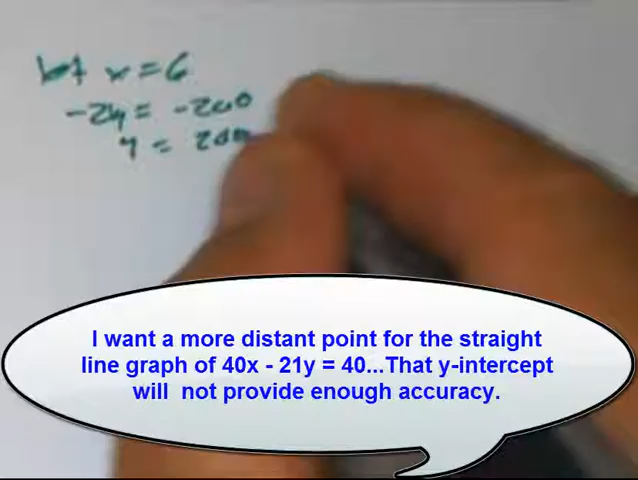 let x = 6
-21y = -200
y = 200
I want a more distant point for the straight
line graph of 40x - 21y = 40...That y-intercept
will not provide enough accuracy.